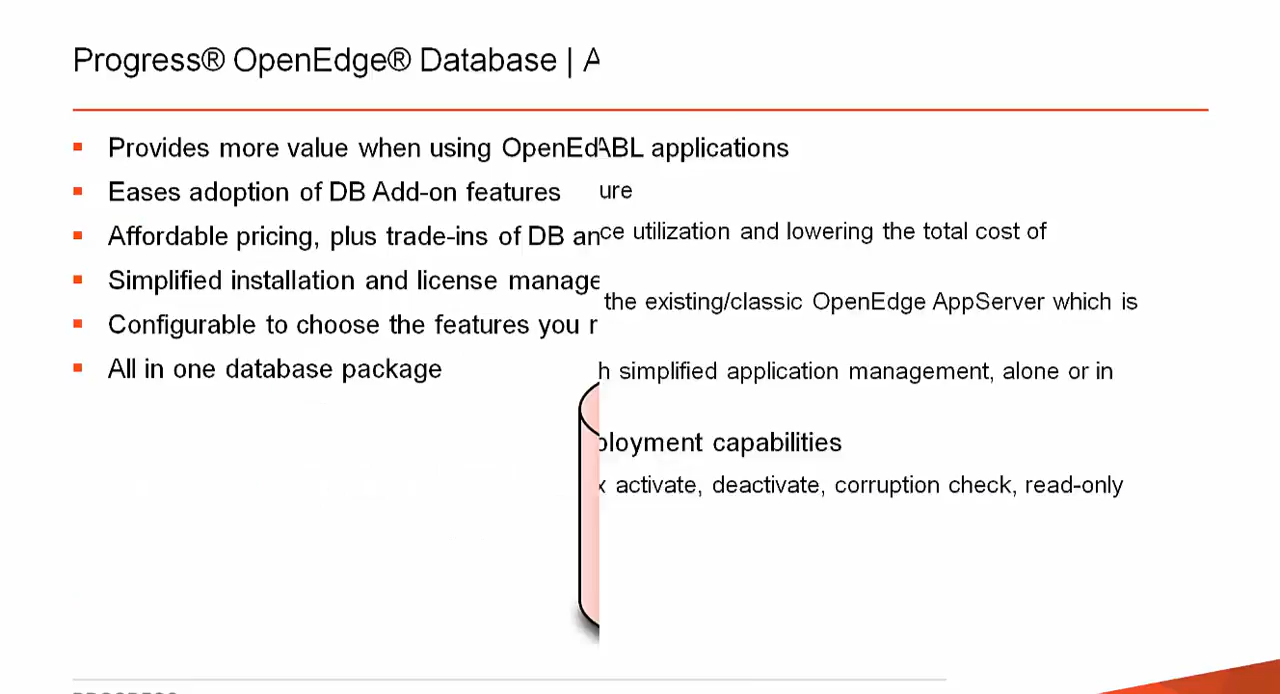 Progress® OpenEdge® Database | A
Provides more value when using OpenEd
ABL applications
Eases adoption of DB Add-on features
ure
Affordable pricing, plus trade-ins of DB an
ce utilization and lowering the total cost of
Simplified installation and license manage
the existing/classic OpenEdge AppServer which is
Configurable to choose the features you r
All in one database package
h simplified application management, alone or in
ployment capabilities
x activate, deactivate, corruption check, read-only